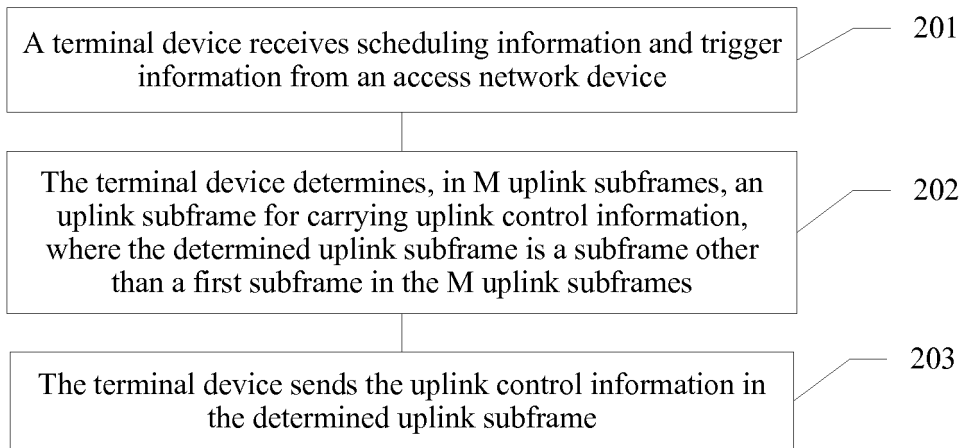 A terminal device receives scheduling information and trigger
information from an access network device
201
The terminal device determines, in M uplink subframes, an
uplink subframe for carrying uplink control information,
where the determined uplink subframe is a subframe other
than a first subframe in the M uplink subframes
202
The terminal device sends the uplink control information in
the determined uplink subframe
203